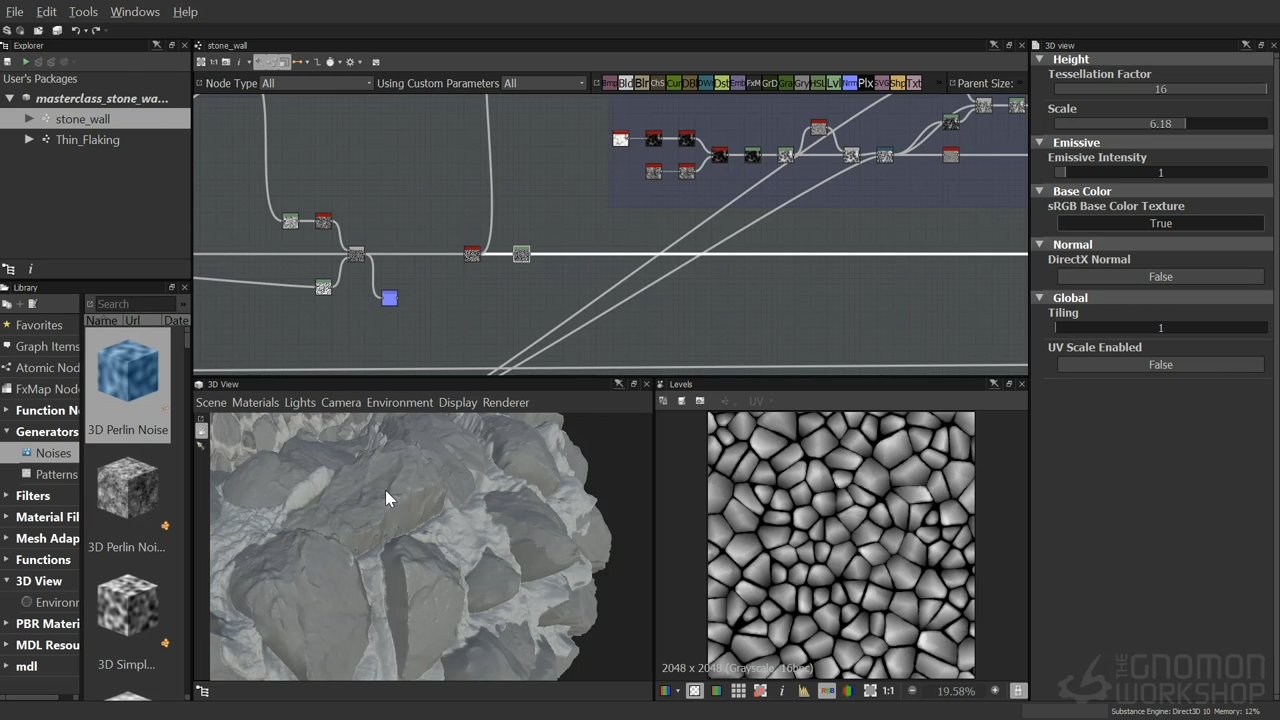 File Edit Tools Windows Help
Explorer
stone_wall
3D view
User's Packages
masterclass_stone_wa...
stone_wall
Thin_Flaking
1:1
Node Type All
Using Custom Parameters All
Parent Size:
Height
Tessellation Factor
16
Scale
6.18
Emissive
Emissive Intensity
1
Base Color
sRGB Base Color Texture
True
Normal
DirectX Normal
False
Global
Tiling
1
UV Scale Enabled
False
Library
Search
Name Url Date
Favorites
Graph Items
Atomic Nod
FxMap Nod
Function N
Generators
Noises
Patterns
Filters
Material Fil
Mesh Adap
Functions
3D View
Environm
PBR Materi
MDL Resou
mdl
3D Perlin Noise
3D Perlin Noi...
3D Simpl...
3D View
Scene Materials Lights Camera Environment Display Renderer
Levels
UV
2048 x 2048 (Grayscale, 16bpc)
RGB
1:1
19.58%
THE
GNOMON
WORKSHOP
Substance Engine: Direct3D 10 Memory: 12%